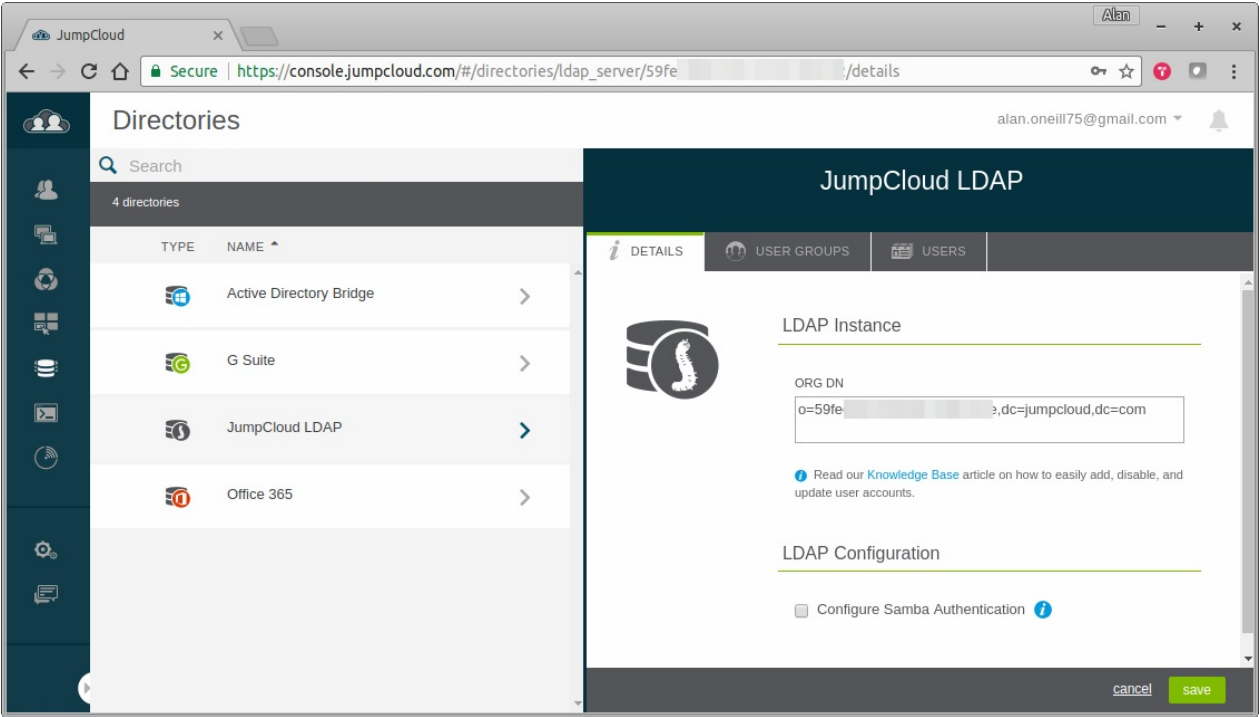 Alan
JumpCloud
Secure https://console.jumpcloud.com/#/directories/ldap_server/59fe /details
Directories
alan.oneill75@gmail.com
Search
4 directories
TYPE NAME
Active Directory Bridge
G Suite
JumpCloud LDAP
Office 365
JumpCloud LDAP
DETAILS USER GROUPS USERS
LDAP Instance
ORG DN
o=59fe ,dc=jumpcloud,dc=com
Read our Knowledge Base article on how to easily add, disable, and
update user accounts.
LDAP Configuration
Configure Samba Authentication
cancel save